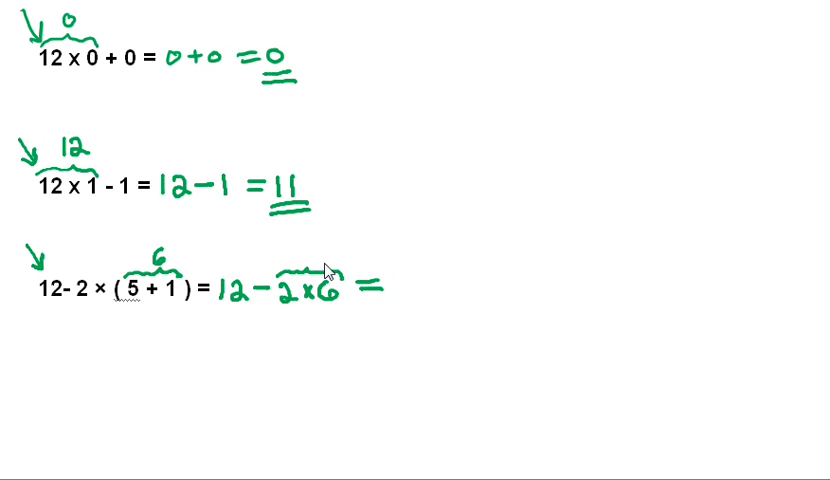 0
12 x 0 + 0 = 0 + 0 = 0
12
12 x 1 - 1 = 12 - 1 = 11
6
12- 2 × ( 5 + 1 ) = 12 - 2 x 6 =